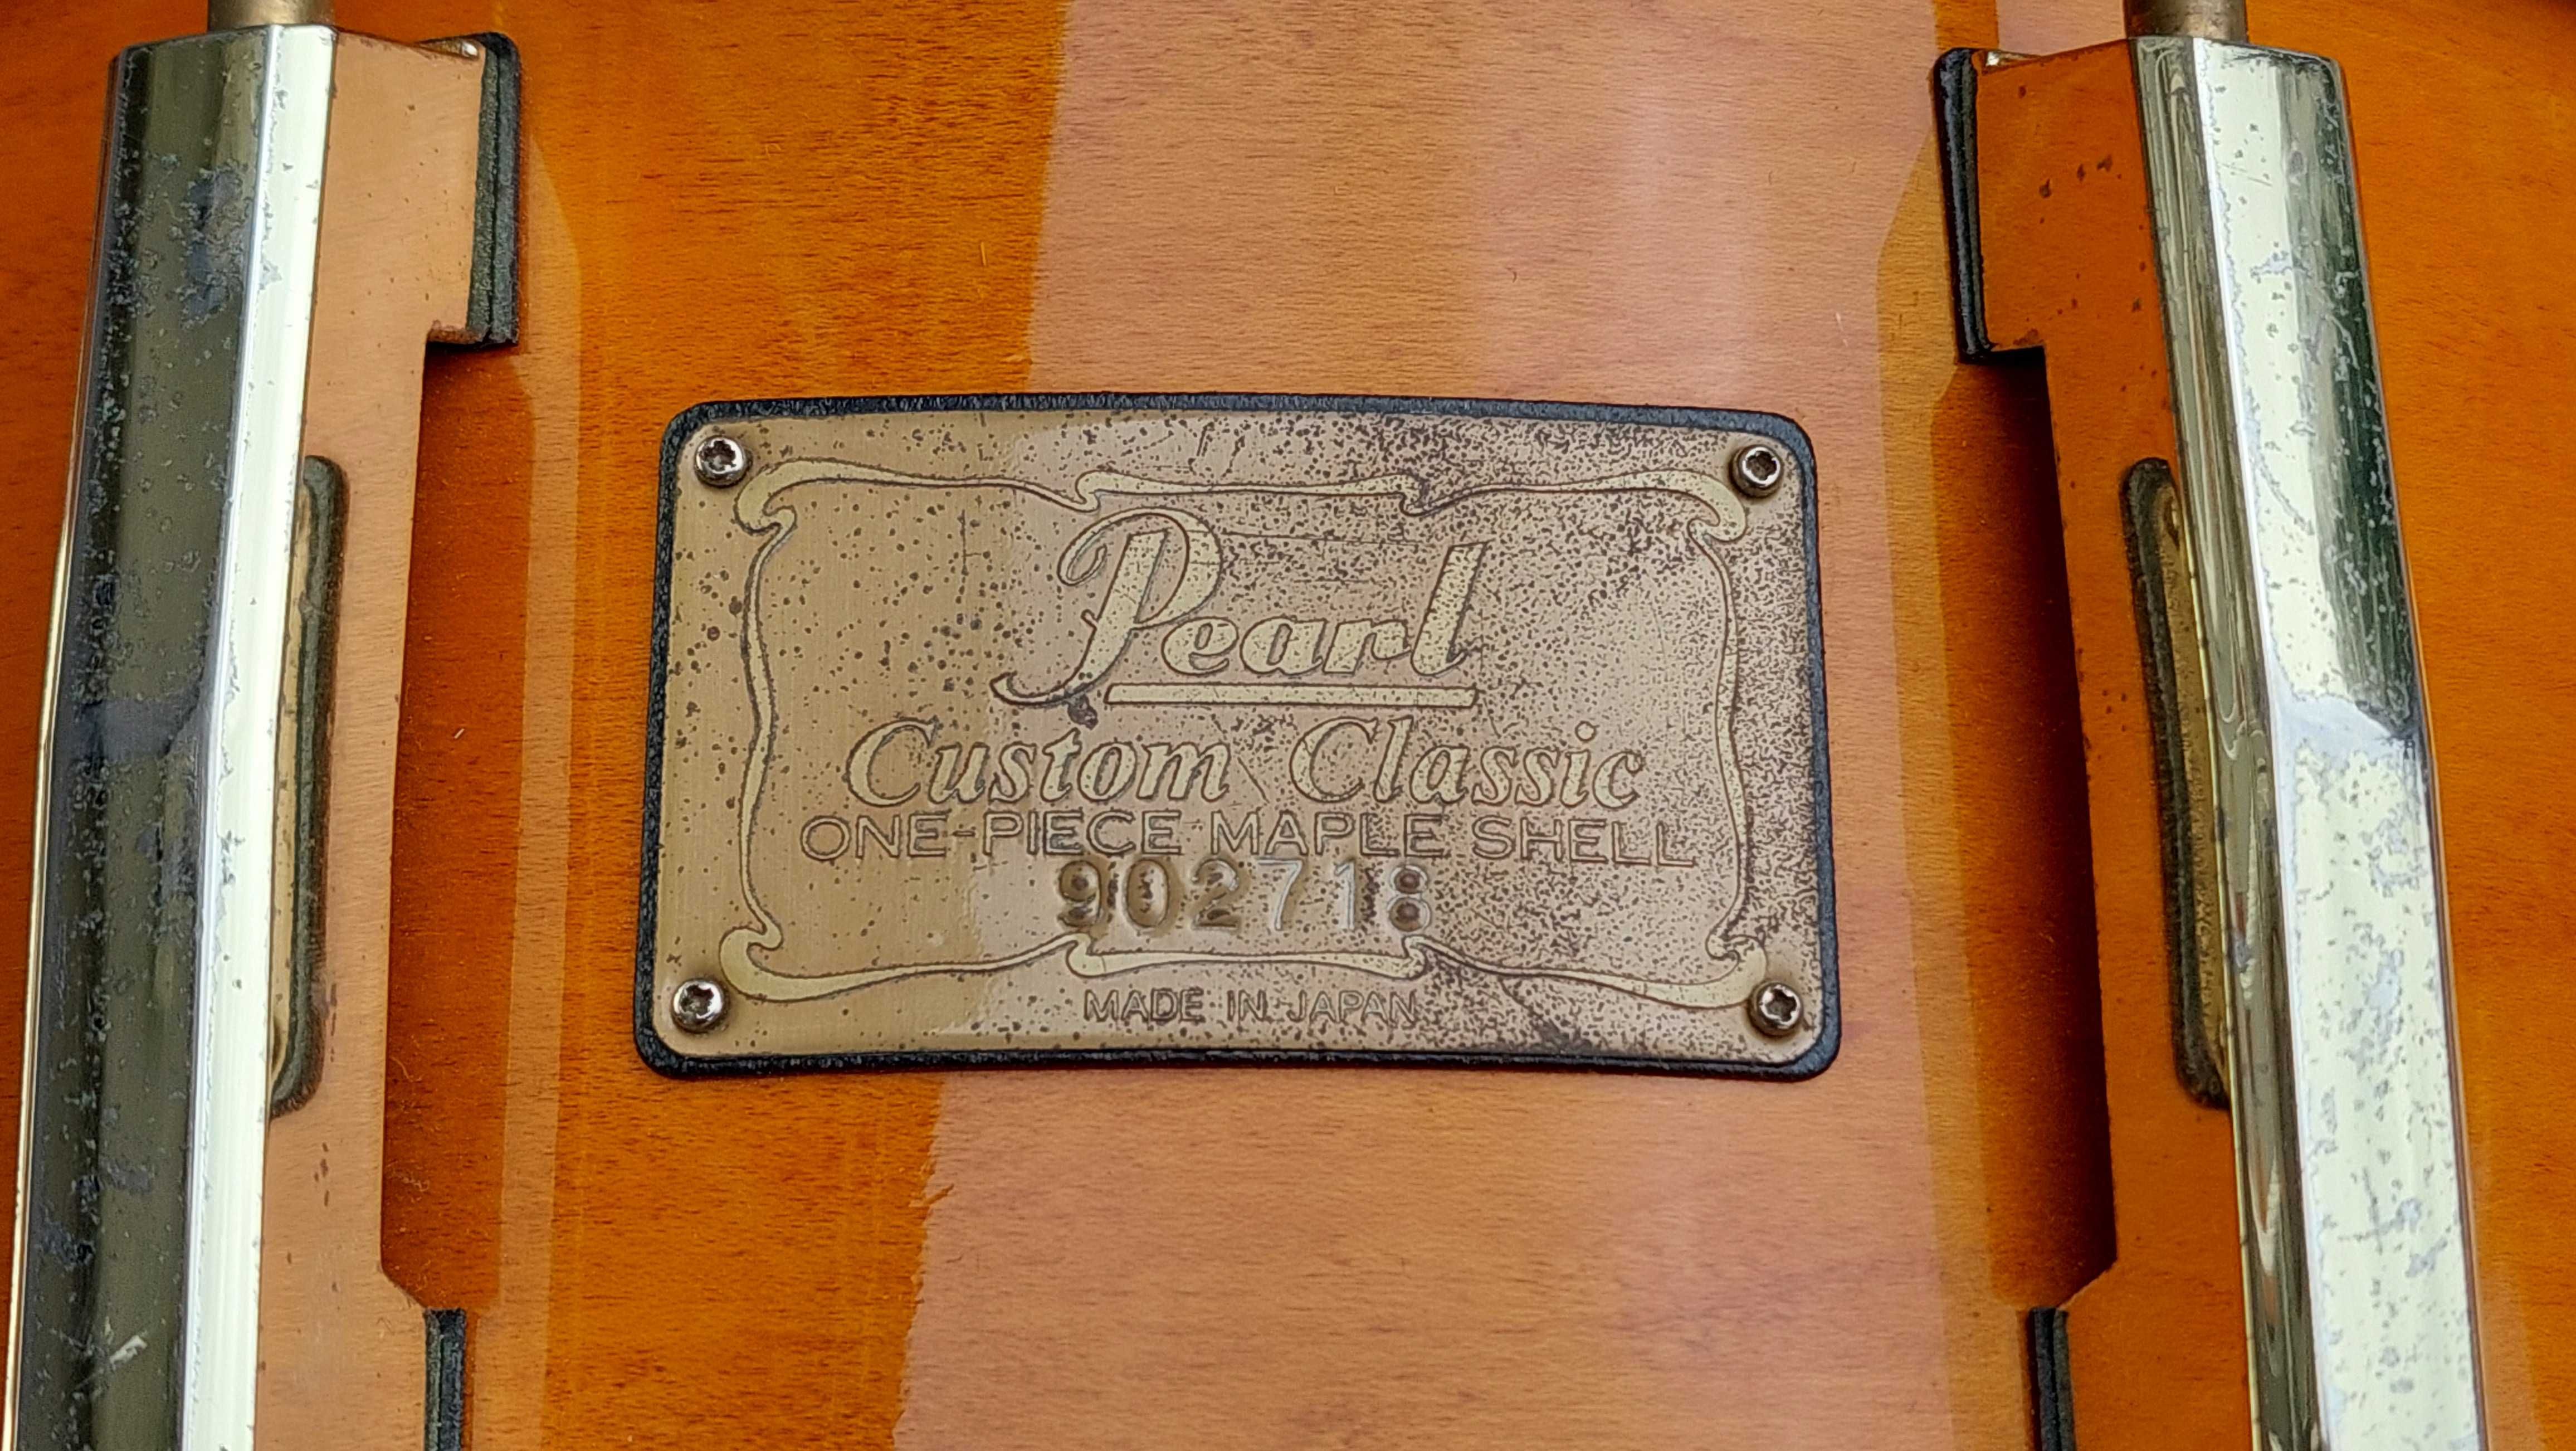 Pearl
Custom Classic
ONE-PIECE MAPLE SHELL
902718
MADE IN JAPAN